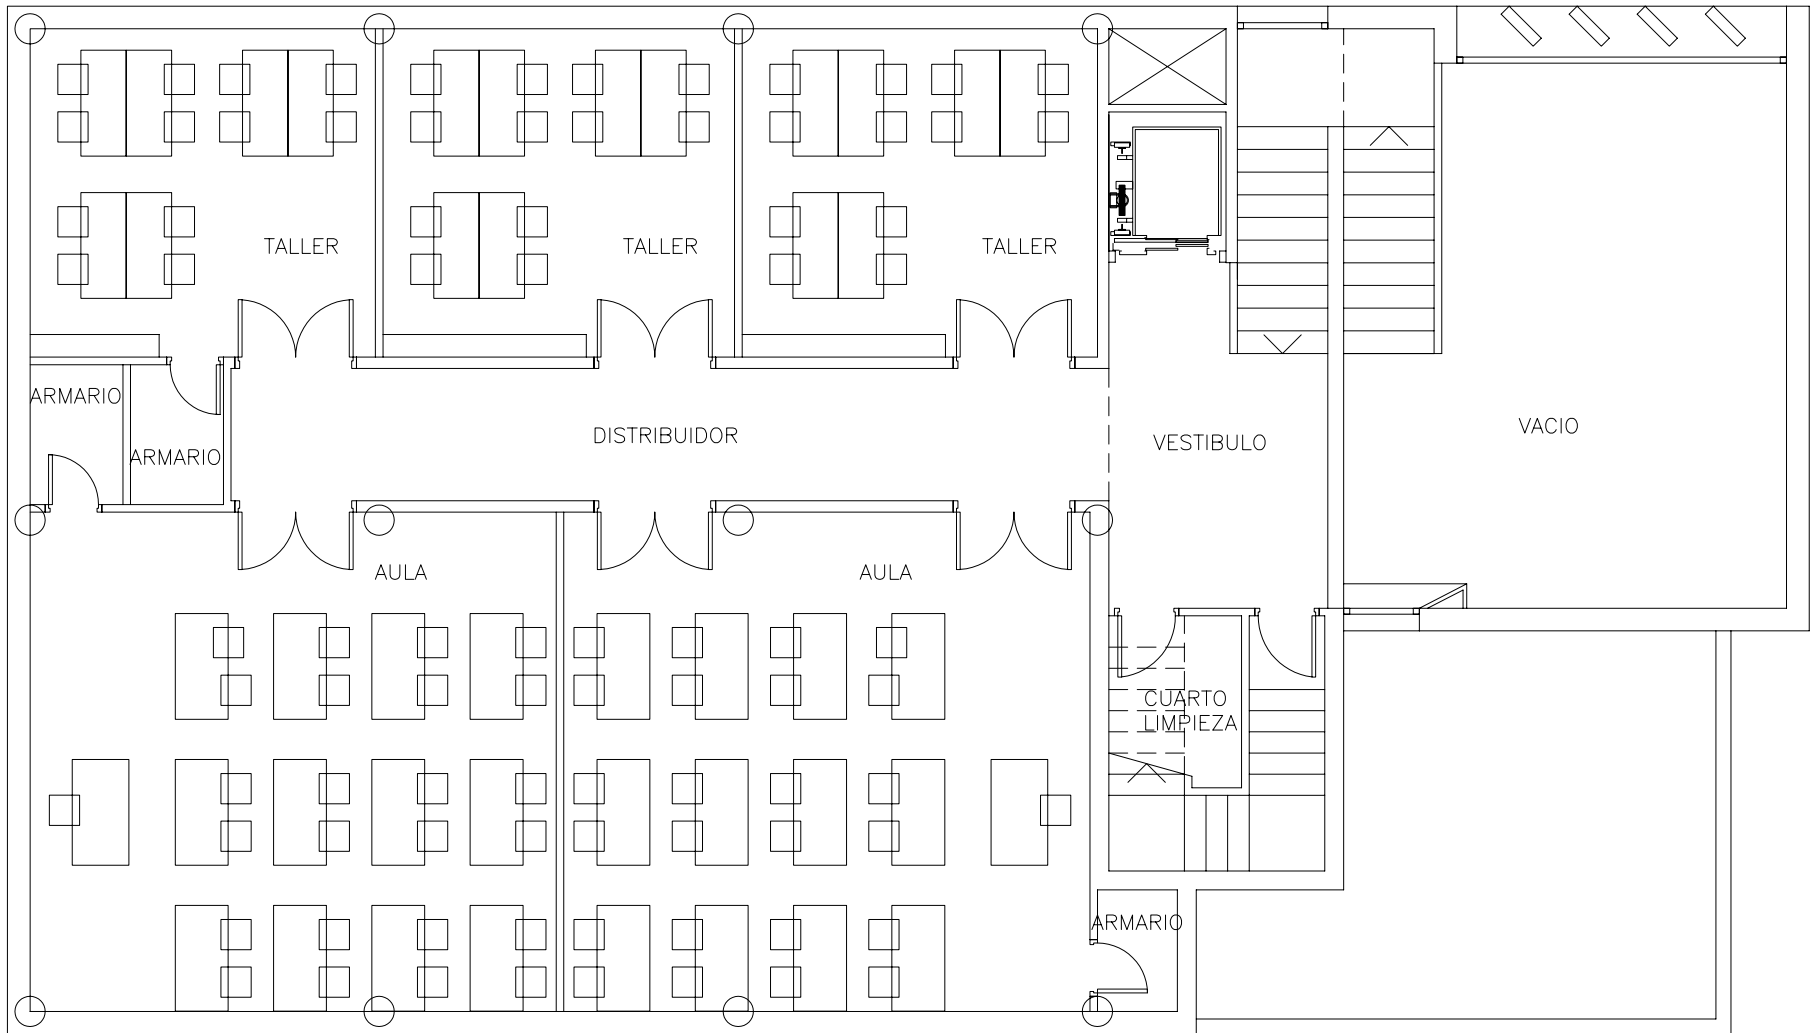 TALLER
TALLER
TALLER
ARMARIO
ARMARIO
DISTRIBUIDOR
VESTIBULO
VACIO
AULA
AULA
CUARTO
LIMPIEZA
ARMARIO